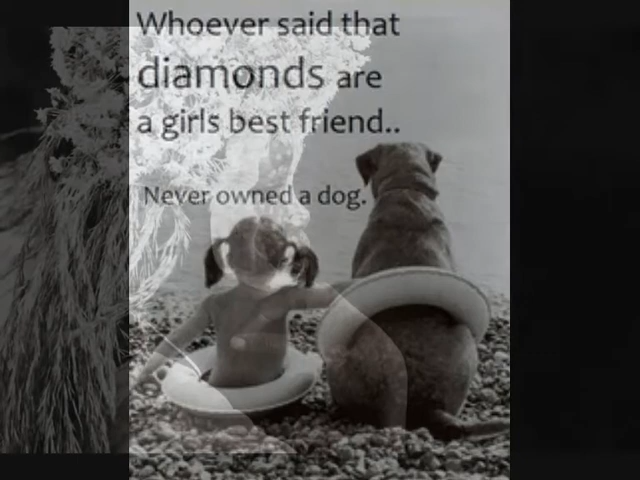 Whoever said that
diamonds are
a girls best friend..
Never owned a dog.